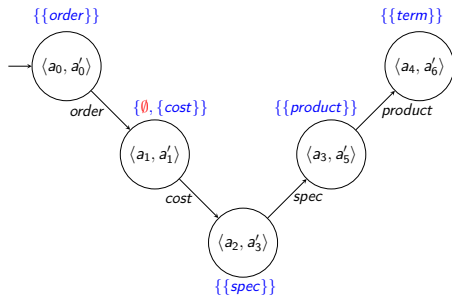 {{order}}
{{term}}
⟨a₀, a′₀⟩
⟨a₄, a′₆⟩
order
{∅, {cost}}
{{product}}
product
⟨a₁, a′₁⟩
⟨a₃, a′₅⟩
cost
spec
⟨a₂, a′₃⟩
{{spec}}